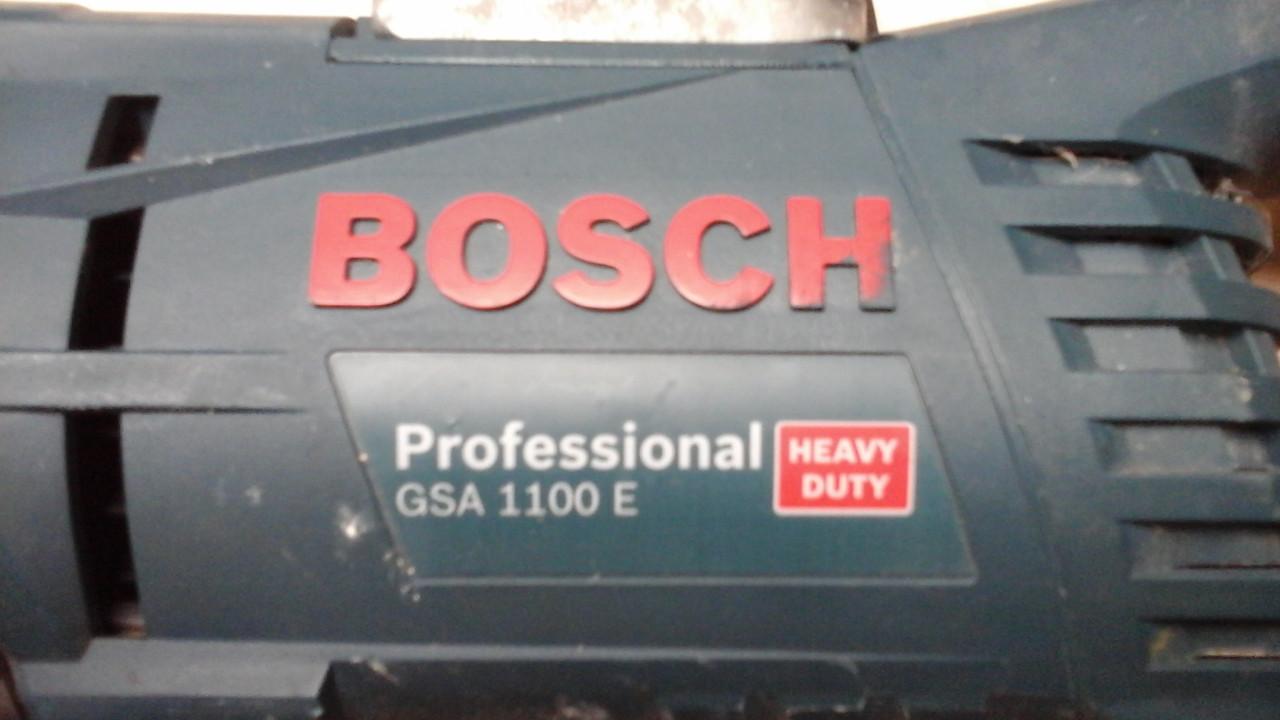 BOSCH
Professional
GSA 1100 E
HEAVY
DUTY